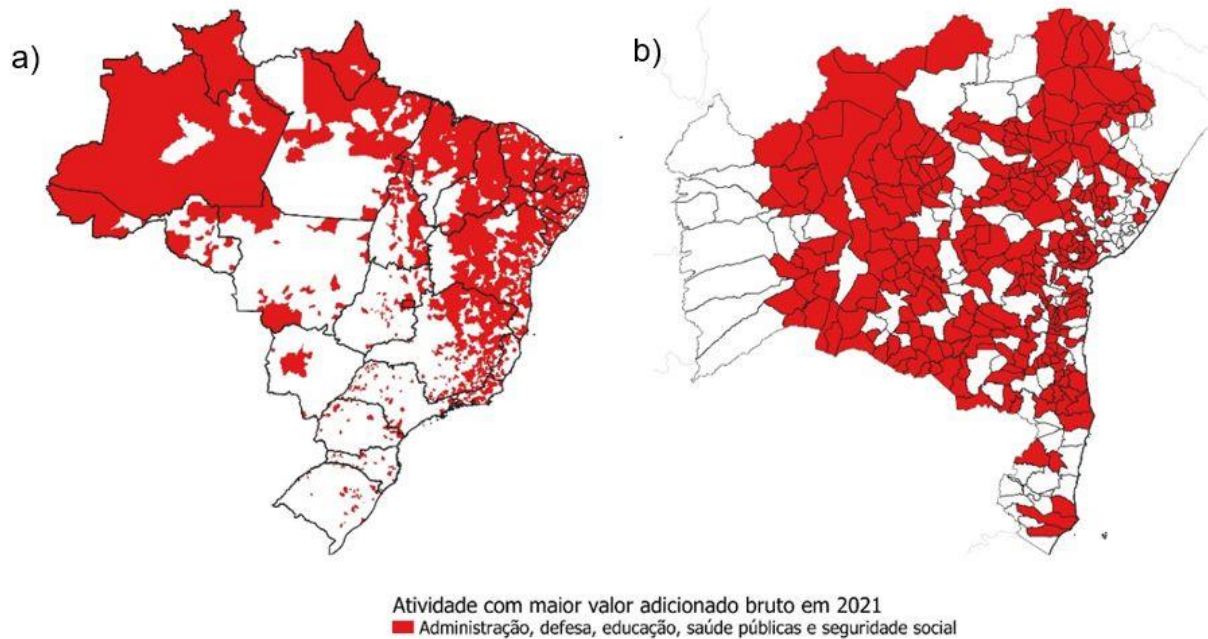 a)
b)
Atividade com maior valor adicionado bruto em 2021
Administração, defesa, educação, saúde públicas e seguridade social